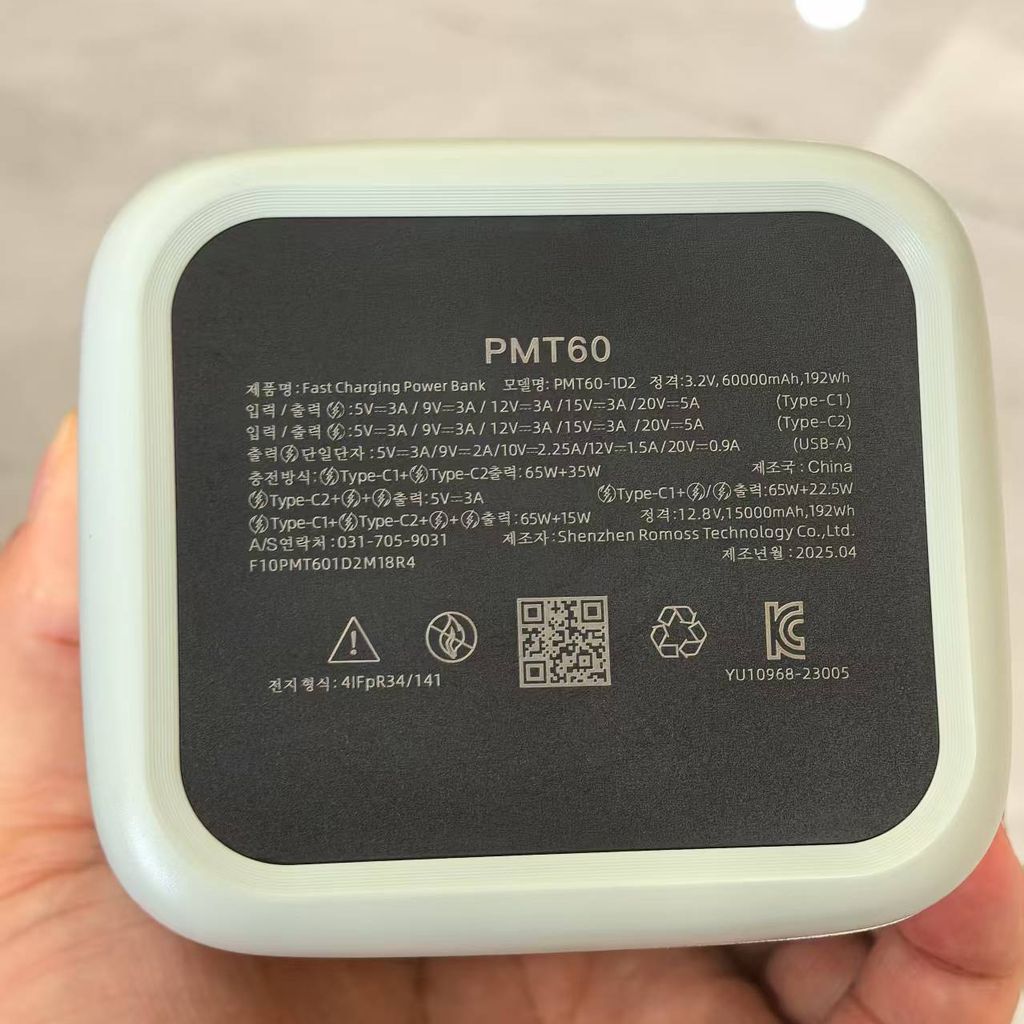 PMT60
제품명:Fast Charging Power Bank 모델명: PMT60-1D2 정격:3.2V, 60000mAh,192Wh
입력 / 출력 :5V⎓3A / 9V⎓3A / 12V⎓3A /15V⎓3A /20V⎓5A (Type-C1)
입력 / 출력 :5V⎓3A / 9V⎓3A / 12V⎓3A /15V⎓3A /20V⎓5A (Type-C2)
출력 단일단자 :5V⎓3A/9V⎓2A/10V⎓2.25A/12V⎓1.5A/20V⎓0.9A (USB-A)
충전방식: Type-C1+Type-C2출력: 65W+35W 제조국 : China
Type-C2++출력:5V⎓3A Type-C1+/출력:65W+22.5W
Type-C1+Type-C2++출력: 65W+15W 정격:12.8V,15000mAh,192Wh
A/S연락처:031-705-9031 제조자:Shenzhen Romoss Technology Co.,Ltd.
F10PMT601D2M18R4 제조년월:2025.04
전지형식: 4IFpR34/141 YU10968-23005